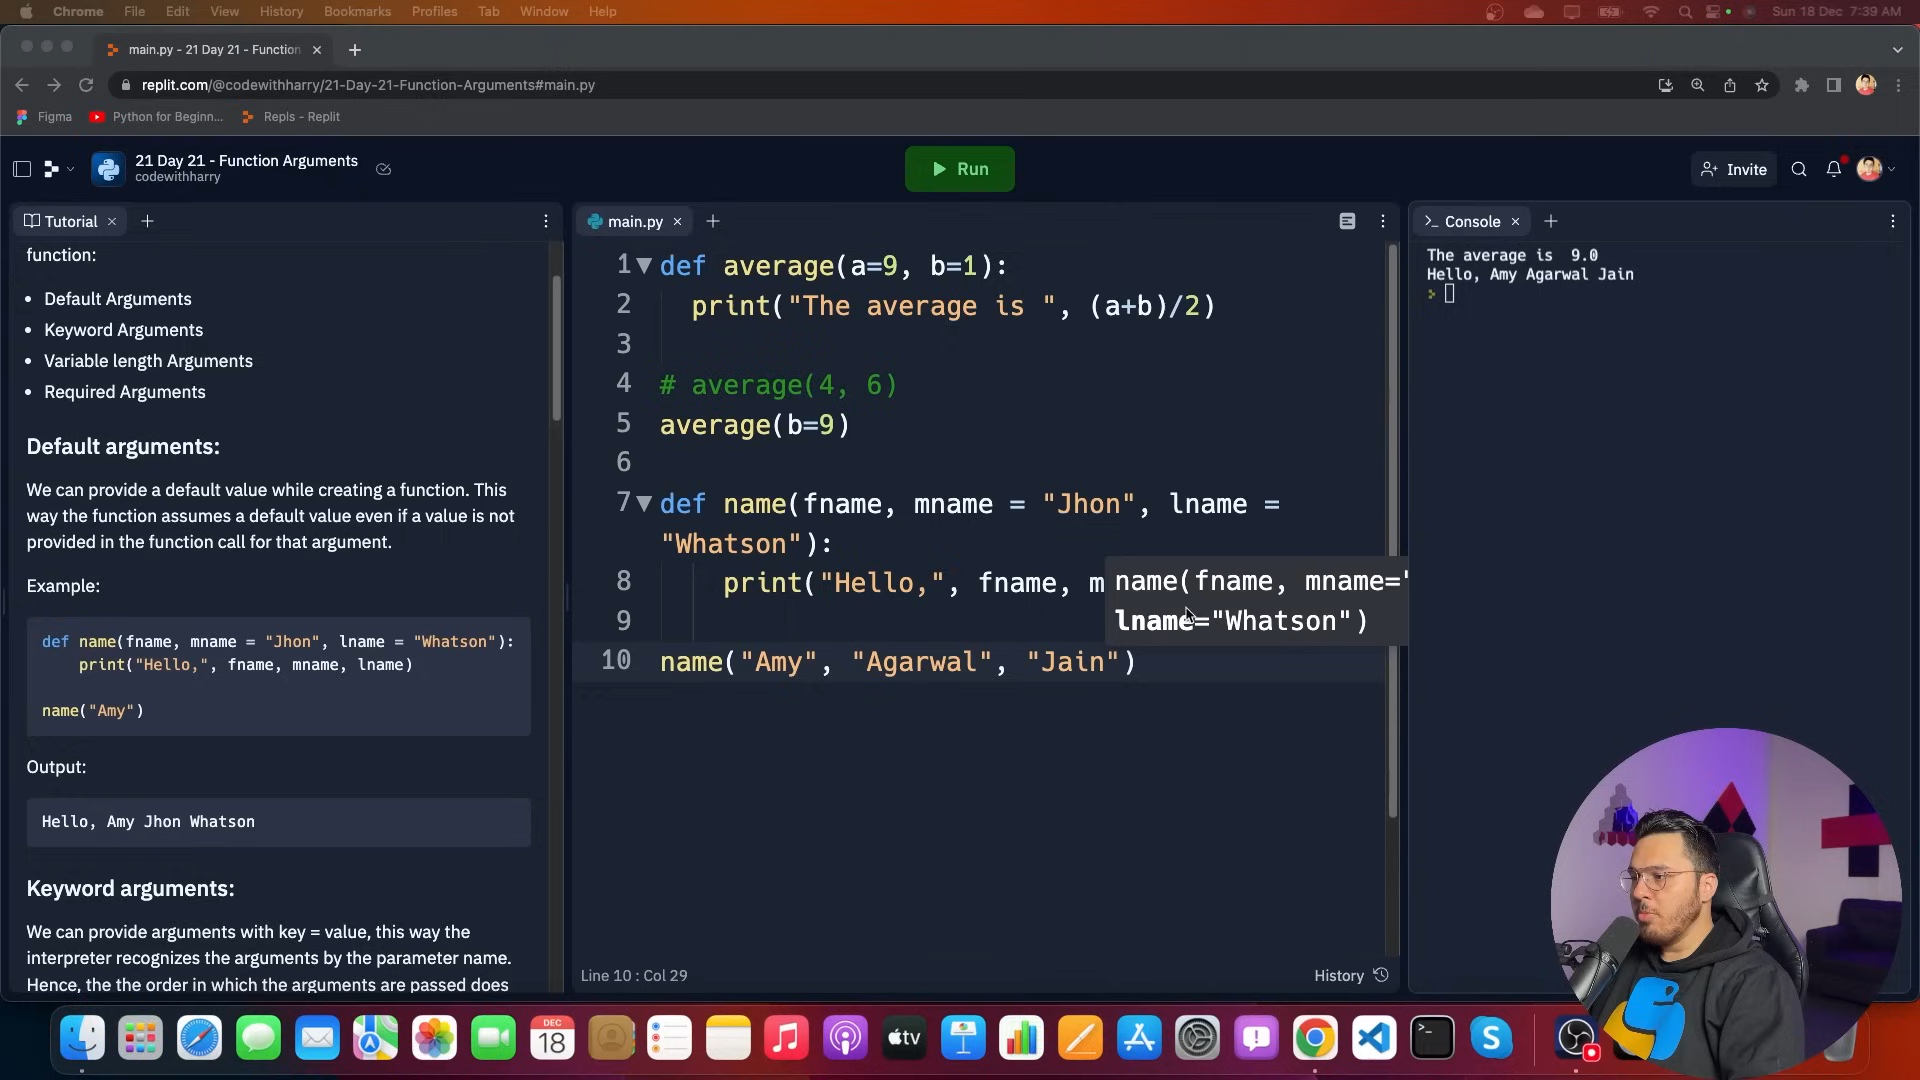 Chrome File Edit View History Bookmarks Profiles Tab Window Help Sun 18 Dec 7:39 AM
main.py - 21 Day 21 - Function
replit.com/@codewithharry/21-Day-21-Function-Arguments#main.py
Figma Python for Beginn... Repls - Replit
21 Day 21 - Function Arguments
codewithharry
Run
Invite
Tutorial
function:
• Default Arguments
• Keyword Arguments
• Variable length Arguments
• Required Arguments
Default arguments:
We can provide a default value while creating a function. This
way the function assumes a default value even if a value is not
provided in the function call for that argument.
Example:
def name(fname, mname = "Jhon", lname = "Whatson"):
    print("Hello,", fname, mname, lname)
name("Amy")
Output:
Hello, Amy Jhon Whatson
Keyword arguments:
We can provide arguments with key = value, this way the
interpreter recognizes the arguments by the parameter name.
Hence, the the order in which the arguments are passed does
main.py
1 def average(a=9, b=1):
2   print("The average is ", (a+b)/2)
3
4 # average(4, 6)
5 average(b=9)
6
7 def name(fname, mname = "Jhon", lname =
"Whatson"):
8     print("Hello,", fname, m
9
10 name("Amy", "Agarwal", "Jain")
name(fname, mname='
lname="Whatson")
Line 10 : Col 29
History
Console
The average is  9.0
Hello, Amy Agarwal Jain
DEC
18
tv